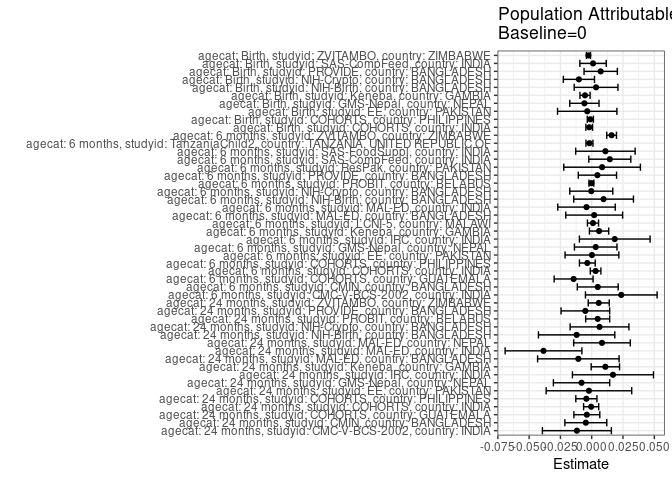 Population Attributable
Baseline=0
agecat: Birth, studyid: ZVITAMBO, country: ZIMBABWE
agecat: Birth, studyid: SAS-CompFeed, country: INDIA
agecat: Birth, studyid: PROVIDE, country: BANGLADESH
agecat: Birth, studyid: NIH-Crypto, country: BANGLADESH
agecat: Birth, studyid: NIH-Birth, country: BANGLADESH
agecat: Birth, studyid: Keneba, country: GAMBIA
agecat: Birth, studyid: GMS-Nepal, country: NEPAL
agecat: Birth, studyid: EE, country: PAKISTAN
agecat: Birth, studyid: COHORTS, country: PHILIPPINES
agecat: Birth, studyid: COHORTS, country: INDIA
agecat: 6 months, studyid: ZVITAMBO, country: ZIMBABWE
agecat: 6 months, studyid: TanzaniaChild2, country: TANZANIA, UNITED REPUBLIC OF
agecat: 6 months, studyid: SAS-FoodSuppl, country: INDIA
agecat: 6 months, studyid: SAS-CompFeed, country: INDIA
agecat: 6 months, studyid: ResPak, country: PAKISTAN
agecat: 6 months, studyid: PROVIDE, country: BANGLADESH
agecat: 6 months, studyid: PROBIT, country: BELARUS
agecat: 6 months, studyid: NIH-Crypto, country: BANGLADESH
agecat: 6 months, studyid: NIH-Birth, country: BANGLADESH
agecat: 6 months, studyid: MAL-ED, country: INDIA
agecat: 6 months, studyid: MAL-ED, country: BANGLADESH
agecat: 6 months, studyid: LCNI-5, country: MALAWI
agecat: 6 months, studyid: Keneba, country: GAMBIA
agecat: 6 months, studyid: IRC, country: INDIA
agecat: 6 months, studyid: GMS-Nepal, country: NEPAL
agecat: 6 months, studyid: EE, country: PAKISTAN
agecat: 6 months, studyid: COHORTS, country: PHILIPPINES
agecat: 6 months, studyid: COHORTS, country: INDIA
agecat: 6 months, studyid: COHORTS, country: GUATEMALA
agecat: 6 months, studyid: CMIN, country: BANGLADESH
agecat: 6 months, studyid: CMC-V-BCS-2002, country: INDIA
agecat: 24 months, studyid: ZVITAMBO, country: ZIMBABWE
agecat: 24 months, studyid: PROVIDE, country: BANGLADESH
agecat: 24 months, studyid: PROBIT, country: BELARUS
agecat: 24 months, studyid: NIH-Crypto, country: BANGLADESH
agecat: 24 months, studyid: NIH-Birth, country: BANGLADESH
agecat: 24 months, studyid: MAL-ED, country: NEPAL
agecat: 24 months, studyid: MAL-ED, country: INDIA
agecat: 24 months, studyid: MAL-ED, country: BANGLADESH
agecat: 24 months, studyid: Keneba, country: GAMBIA
agecat: 24 months, studyid: IRC, country: INDIA
agecat: 24 months, studyid: GMS-Nepal, country: NEPAL
agecat: 24 months, studyid: EE, country: PAKISTAN
agecat: 24 months, studyid: COHORTS, country: PHILIPPINES
agecat: 24 months, studyid: COHORTS, country: INDIA
agecat: 24 months, studyid: COHORTS, country: GUATEMALA
agecat: 24 months, studyid: CMIN, country: BANGLADESH
agecat: 24 months, studyid: CMC-V-BCS-2002, country: INDIA
-0.075 -0.050 -0.025 0.000 0.025 0.050
Estimate